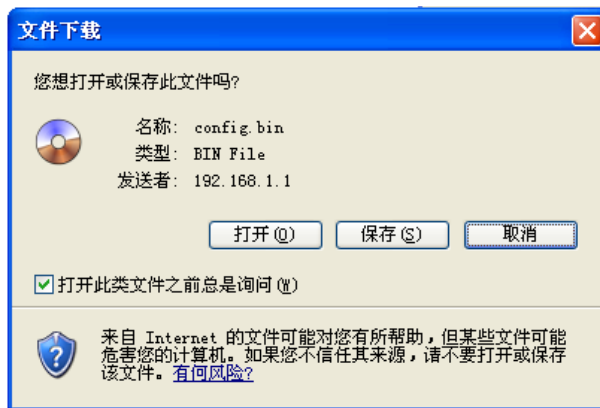 文件下载
您想打开或保存此文件吗?
名称: config.bin
类型: BIN File
发送者: 192.168.1.1
打开(O) 保存(S) 取消
打开此类文件之前总是询问(W)
来自 Internet 的文件可能对您有所帮助,但某些文件可能
危害您的计算机。如果您不信任其来源,请不要打开或保存
该文件。有何风险?